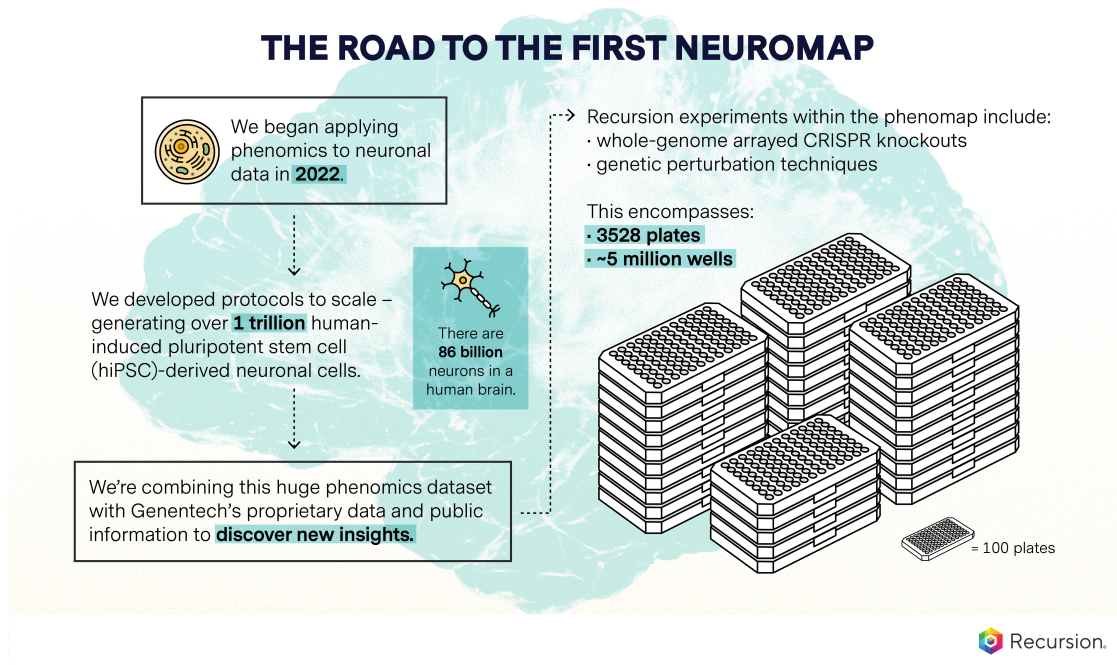 THE ROAD TO THE FIRST NEUROMAP
We began applying
phenomics to neuronal
data in 2022.
We developed protocols to scale –
generating over 1 trillion human-
induced pluripotent stem cell
(hiPSC)-derived neuronal cells.
There are
86 billion
neurons in a
human brain.
We're combining this huge phenomics dataset
with Genentech's proprietary data and public
information to discover new insights.
Recursion experiments within the phenomap include:
· whole-genome arrayed CRISPR knockouts
· genetic perturbation techniques
This encompasses:
· 3528 plates
· ~5 million wells
= 100 plates
Recursion.